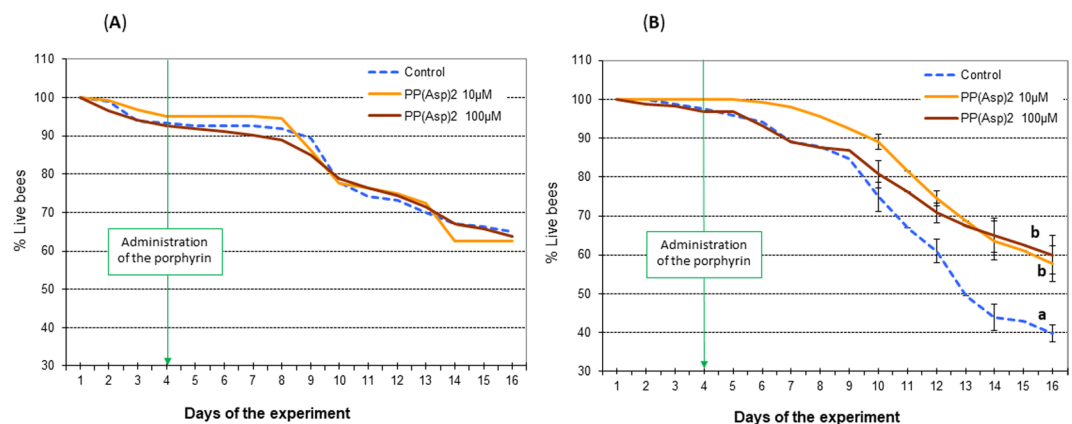 (A)
110
100
90
80
70
60
50
40
30
% Live bees
Control
PP(Asp)2 10µM
PP(Asp)2 100µM
Administration
of the porphyrin
1 2 3 4 5 6 7 8 9 10 11 12 13 14 15 16
Days of the experiment
(B)
110
100
90
80
70
60
50
40
30
% Live bees
Control
PP(Asp)2 10µM
PP(Asp)2 100µM
Administration
of the porphyrin
b
b
a
1 2 3 4 5 6 7 8 9 10 11 12 13 14 15 16
Days of the experiment